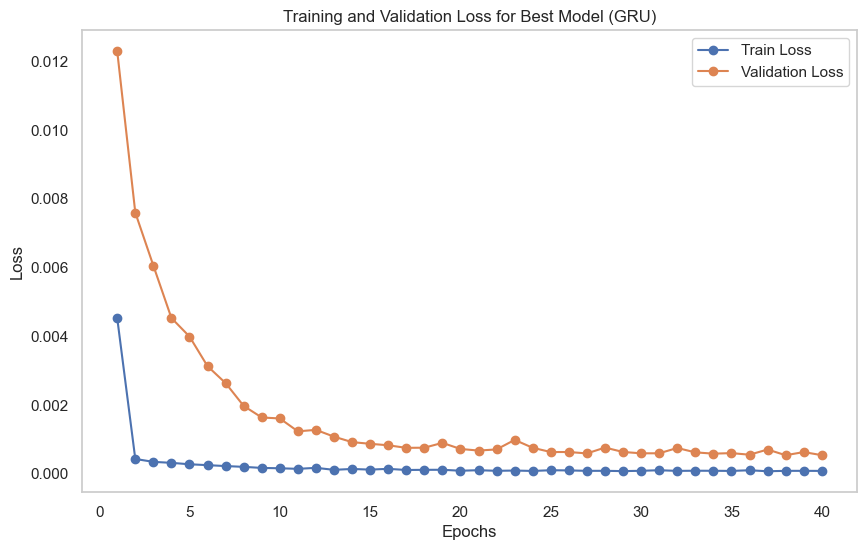 Training and Validation Loss for Best Model (GRU)
Train Loss
Validation Loss
0.012
0.010
0.008
0.006
0.004
0.002
0.000
Loss
0 5 10 15 20 25 30 35 40
Epochs